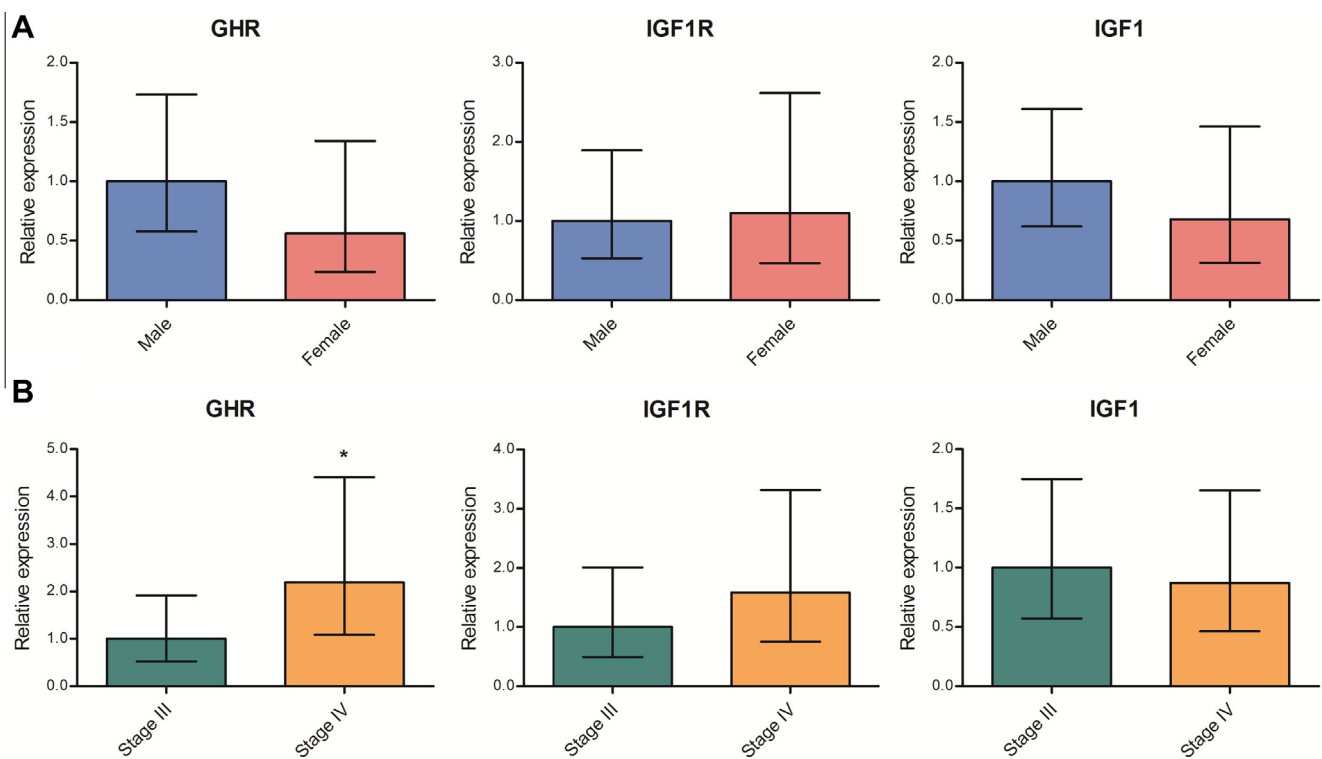 A
GHR IGF1R IGF1
Relative expression
2.0
1.5
1.0
0.5
0.0
Male Female
Relative expression
3.0
2.0
1.0
0.0
Male Female
Relative expression
2.0
1.5
1.0
0.5
0.0
Male Female
B
GHR IGF1R IGF1
Relative expression
5.0
4.0
3.0
2.0
1.0
0.0
*
Stage III Stage IV
Relative expression
4.0
3.0
2.0
1.0
0.0
Stage III Stage IV
Relative expression
2.0
1.5
1.0
0.5
0.0
Stage III Stage IV